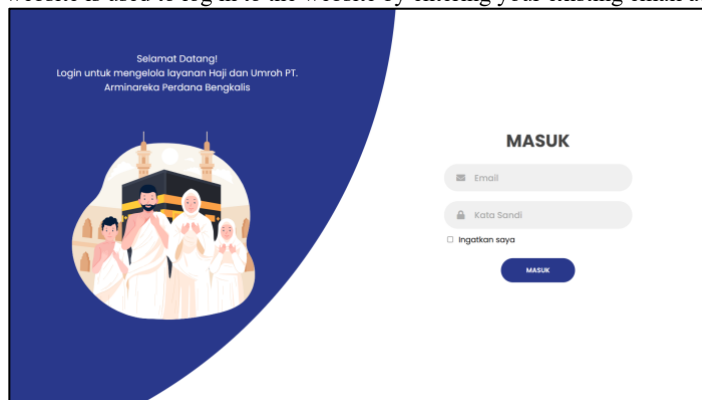 website is used to log in to the website by entering your existing email a
Selamat Datang!
Login untuk mengelola layanan Haji dan Umroh PT.
Arminareka Perdana Bengkalis
MASUK
Email
Kata Sandi
Ingatkan saya
MASUK